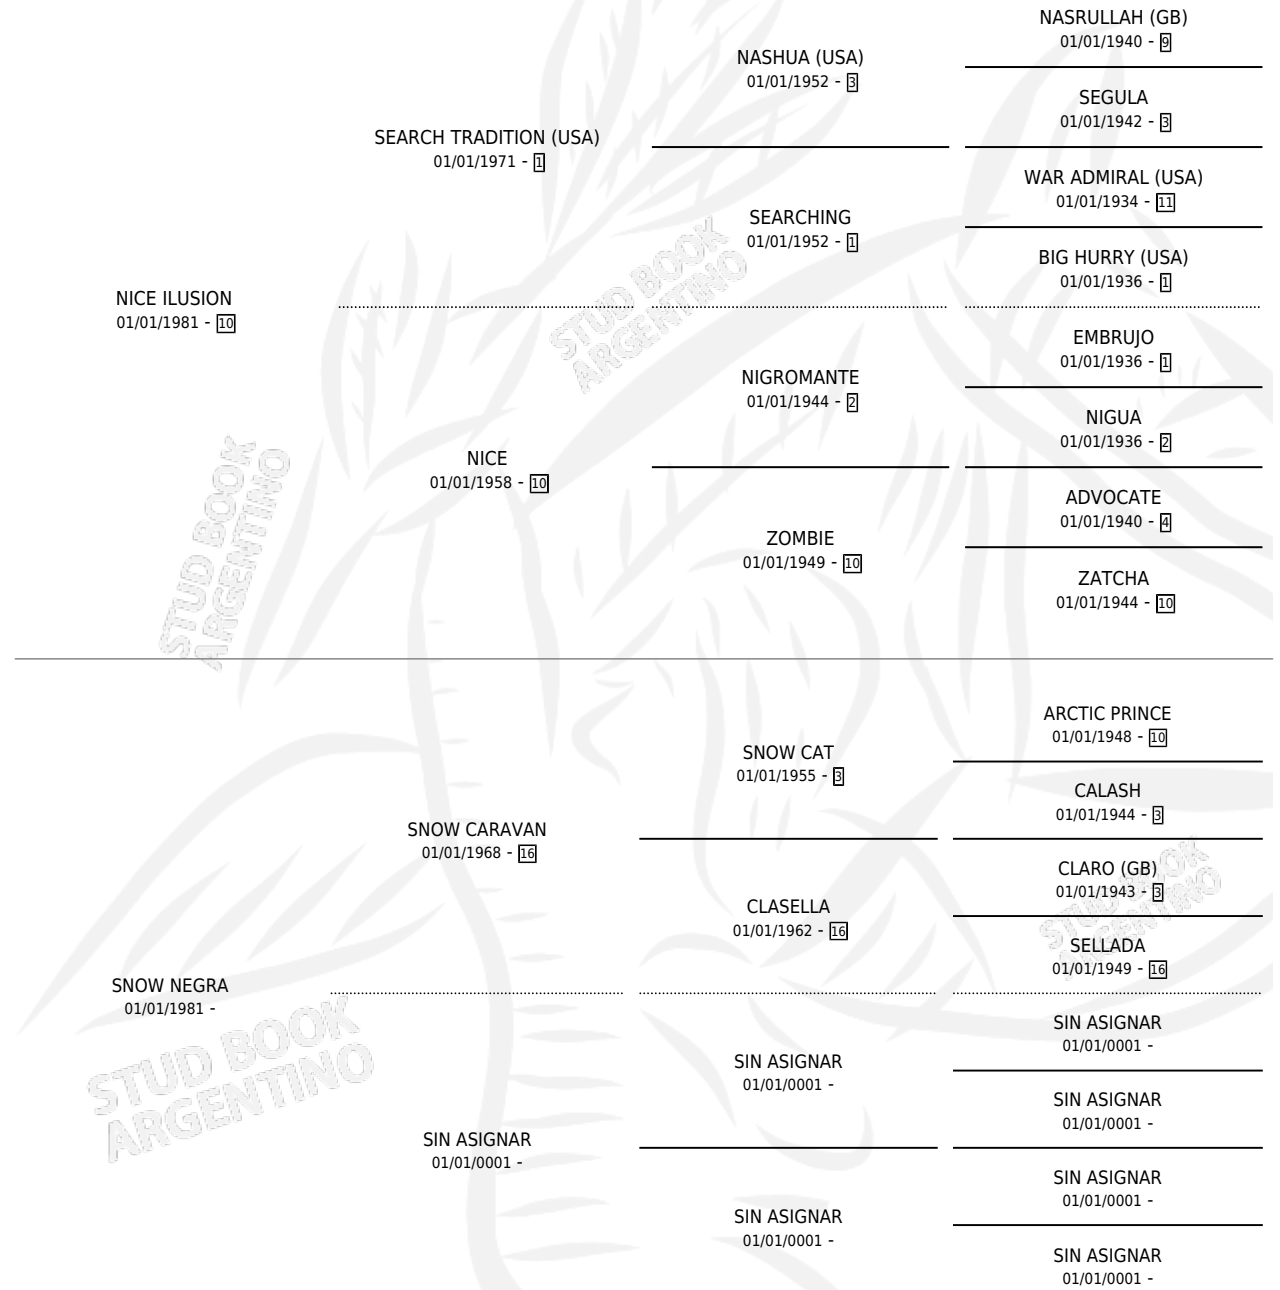 NASRULLAH (GB)
01/01/1940 - 9
NASHUA (USA)
01/01/1952 - 3
SEGULA
01/01/1942 - 3
SEARCH TRADITION (USA)
01/01/1971 - 1
WAR ADMIRAL (USA)
01/01/1934 - 11
SEARCHING
01/01/1952 - 1
BIG HURRY (USA)
01/01/1936 - 1
NICE ILUSION
01/01/1981 - 10
EMBRUJO
01/01/1936 - 1
NIGROMANTE
01/01/1944 - 2
NIGUA
01/01/1936 - 2
NICE
01/01/1958 - 10
ADVOCATE
01/01/1940 - 4
ZOMBIE
01/01/1949 - 10
ZATCHA
01/01/1944 - 10
ARCTIC PRINCE
01/01/1948 - 10
SNOW CAT
01/01/1955 - 3
CALASH
01/01/1944 - 3
SNOW CARAVAN
01/01/1968 - 16
CLARO (GB)
01/01/1943 - 3
CLASELLA
01/01/1962 - 16
SELLADA
01/01/1949 - 16
SNOW NEGRA
01/01/1981 -
SIN ASIGNAR
01/01/0001 -
SIN ASIGNAR
01/01/0001 -
SIN ASIGNAR
01/01/0001 -
SIN ASIGNAR
01/01/0001 -
SIN ASIGNAR
01/01/0001 -
SIN ASIGNAR
01/01/0001 -
SIN ASIGNAR
01/01/0001 -
STUD BOOK
ARGENTINO
STUD BOOK
ARGENTINO
STUD BOOK
ARGENTINO
STUD BOOK
ARGENTINO